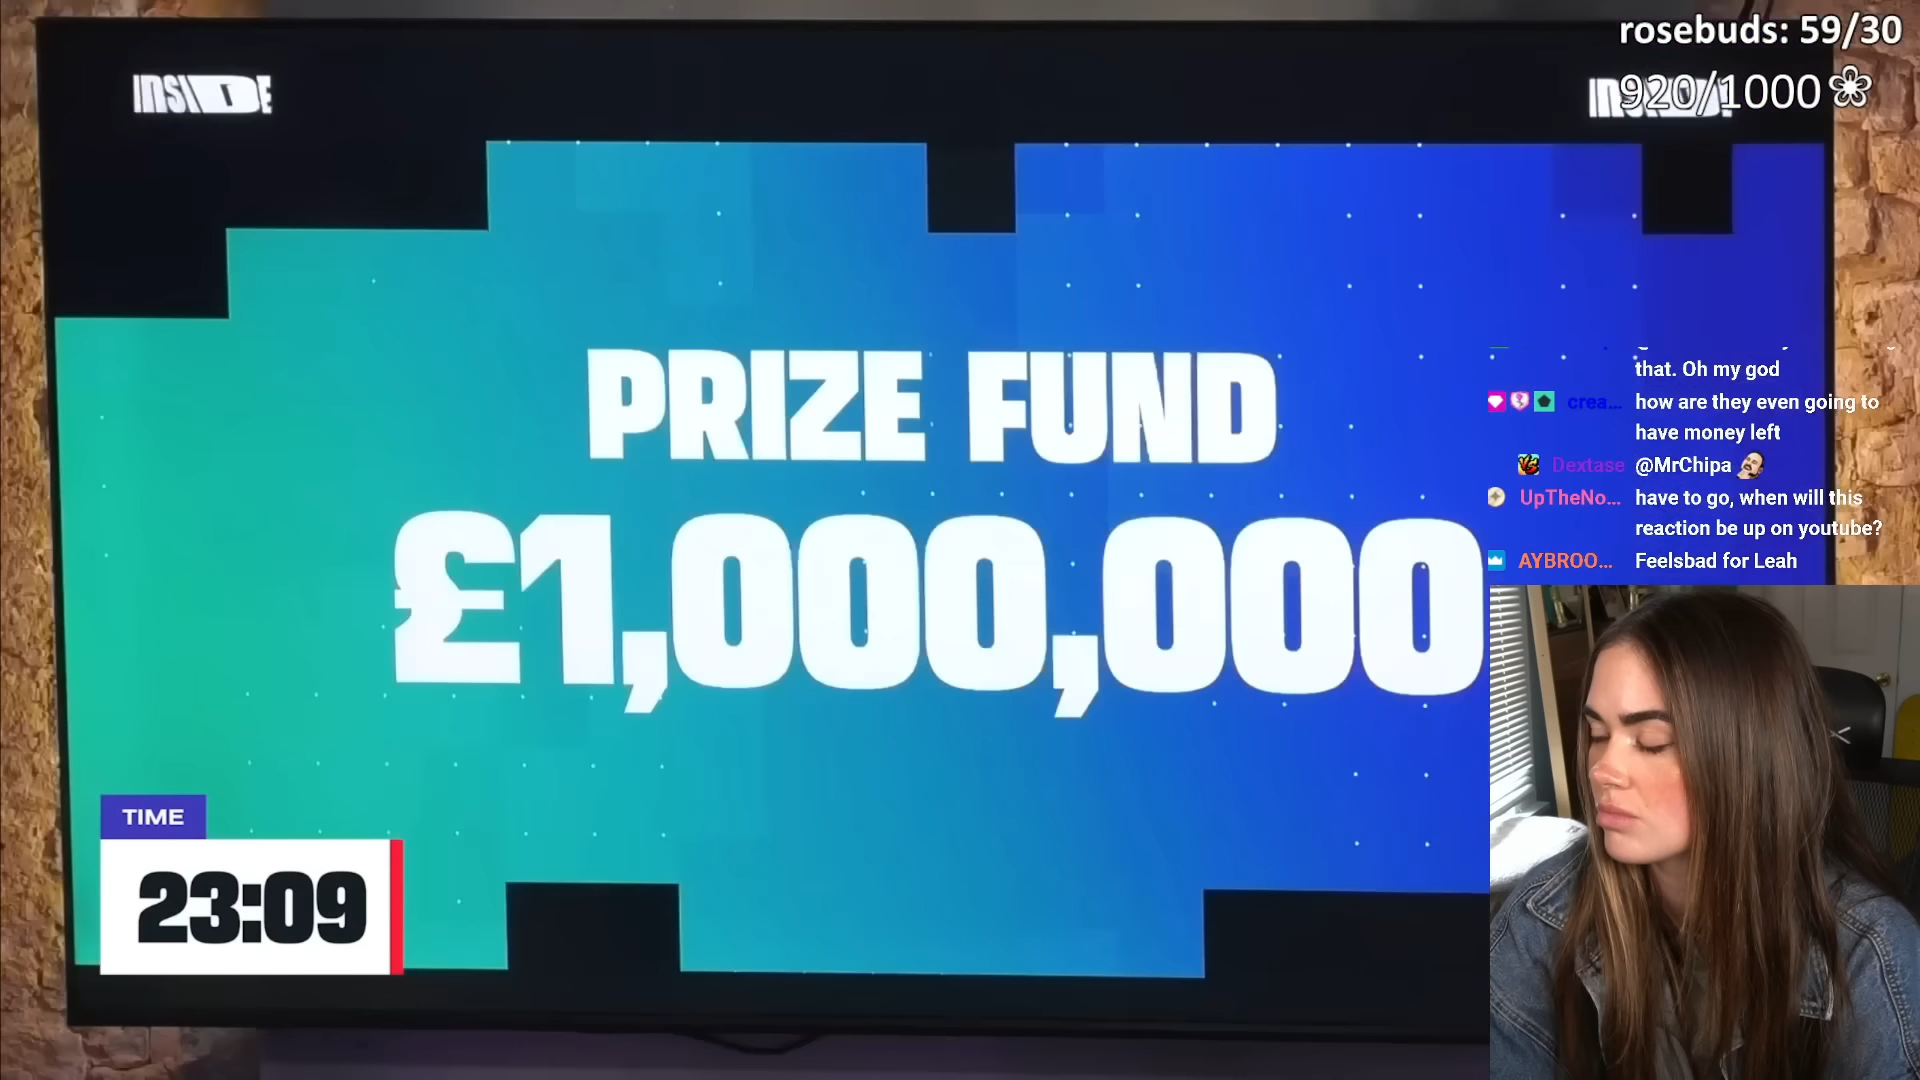 rosebuds: 59/30
920/1000
INSIDE
PRIZE FUND
£1,000,000
TIME
23:09
that. Oh my god
crea... how are they even going to
have money left
Dextase @MrChipa
UpTheNo... have to go, when will this
reaction be up on youtube?
AYBROO... Feelsbad for Leah